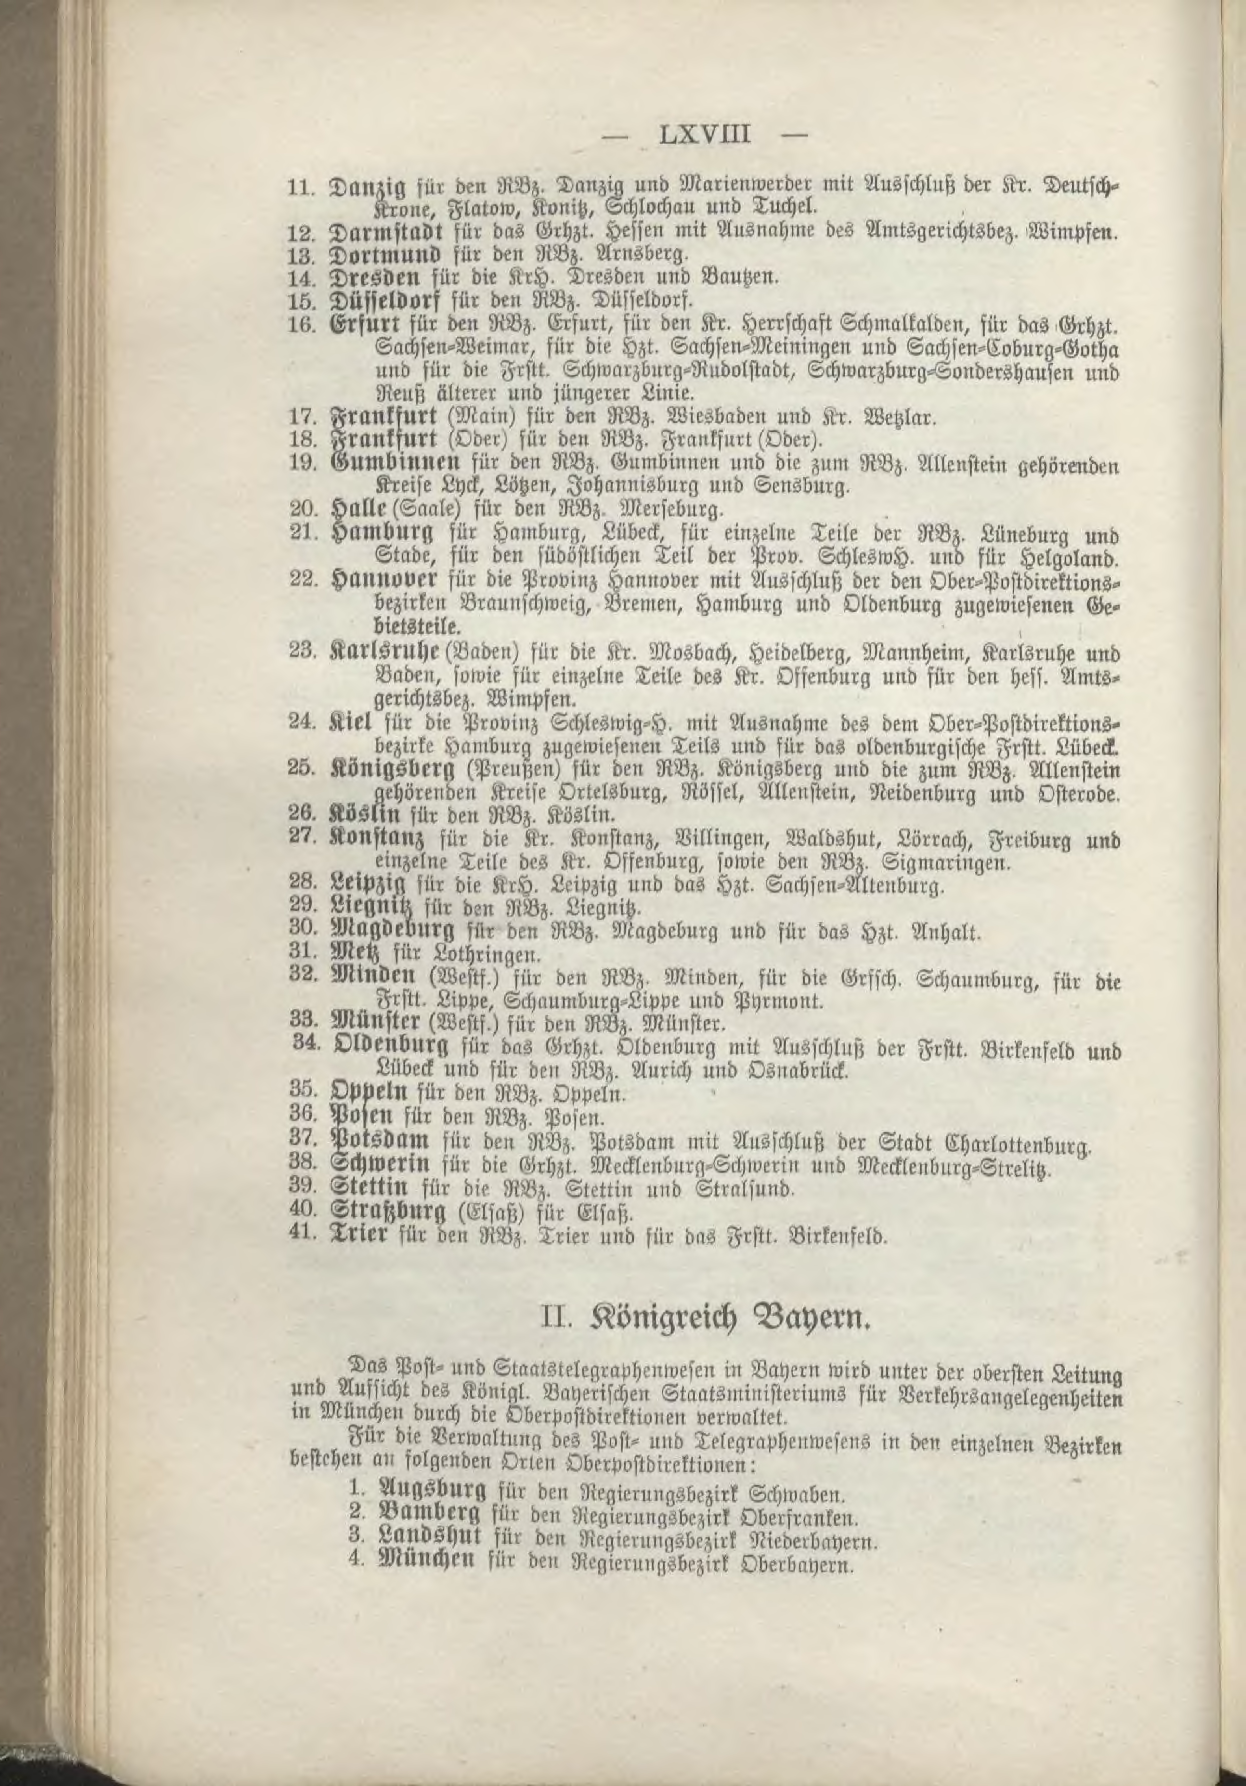 — LXVIII —
11. Danzig für den RBz. Danzig und Marienwerder mit Ausschluß der Kr. Deutsch-
Krone, Flatow, Konitz, Schlochau und Tuchel.
12. Darmstadt für das Grhzt. Hessen mit Ausnahme des Amtsgerichtsbez. Wimpfen.
13. Dortmund für den RBz. Arnsberg.
14. Dresden für die KrH. Dresden und Bautzen.
15. Düsseldorf für den RBz. Düsseldorf.
16. Erfurt für den RBz. Erfurt, für den Kr. Herrschaft Schmalkalden, für das Grhzt.
Sachsen-Weimar, für die Hzt. Sachsen-Meiningen und Sachsen-Coburg-Gotha
und für die Frstt. Schwarzburg-Rudolstadt, Schwarzburg-Sondershausen und
Reuß älterer und jüngerer Linie.
17. Frankfurt (Main) für den RBz. Wiesbaden und Kr. Wetzlar.
18. Frankfurt (Oder) für den RBz. Frankfurt (Oder).
19. Gumbinnen für den RBz. Gumbinnen und die zum RBz. Allenstein gehörenden
Kreise Lyck, Lötzen, Johannisburg und Sensburg.
20. Halle (Saale) für den RBz. Merseburg.
21. Hamburg für Hamburg, Lübeck, für einzelne Teile der RBz. Lüneburg und
Stade, für den südöstlichen Teil der Prov. SchleswH. und für Helgoland.
22. Hannover für die Provinz Hannover mit Ausschluß der den Ober-Postdirektions-
bezirken Braunschweig, Bremen, Hamburg und Oldenburg zugewiesenen Ge-
bietsteile.
23. Karlsruhe (Baden) für die Kr. Mosbach, Heidelberg, Mannheim, Karlsruhe und
Baden, sowie für einzelne Teile des Kr. Offenburg und für den hess. Amts-
gerichtsbez. Wimpfen.
24. Kiel für die Provinz Schleswig-H. mit Ausnahme des dem Ober-Postdirektions-
bezirke Hamburg zugewiesenen Teils und für das oldenburgische Frstt. Lübeck.
25. Königsberg (Preußen) für den RBz. Königsberg und die zum RBz. Allenstein
gehörenden Kreise Ortelsburg, Rössel, Allenstein, Neidenburg und Osterode.
26. Köslin für den RBz. Köslin.
27. Konstanz für die Kr. Konstanz, Villingen, Waldshut, Lörrach, Freiburg und
einzelne Teile des Kr. Offenburg, sowie den RBz. Sigmaringen.
28. Leipzig für die KrH. Leipzig und das Hzt. Sachsen-Altenburg.
29. Liegnitz für den RBz. Liegnitz.
30. Magdeburg für den RBz. Magdeburg und für das Hzt. Anhalt.
31. Metz für Lothringen.
32. Minden (Westf.) für den RBz. Minden, für die Grfsch. Schaumburg, für die
Frstt. Lippe, Schaumburg-Lippe und Pyrmont.
33. Münster (Westf.) für den RBz. Münster.
34. Oldenburg für das Grhzt. Oldenburg mit Ausschluß der Frstt. Birkenfeld und
Lübeck und für den RBz. Aurich und Osnabrück.
35. Oppeln für den RBz. Oppeln.
36. Posen für den RBz. Posen.
37. Potsdam für den RBz. Potsdam mit Ausschluß der Stadt Charlottenburg.
38. Schwerin für die Grhzt. Mecklenburg-Schwerin und Mecklenburg-Strelitz.
39. Stettin für die RBz. Stettin und Stralsund.
40. Straßburg (Elsaß) für Elsaß.
41. Trier für den RBz. Trier und für das Frstt. Birkenfeld.
II. Königreich Bayern.
Das Post- und Staatstelegraphenwesen in Bayern wird unter der obersten Leitung
und Aufsicht des Königl. Bayerischen Staatsministeriums für Verkehrsangelegenheiten
in München durch die Oberpostdirektionen verwaltet.
Für die Verwaltung des Post- und Telegraphenwesens in den einzelnen Bezirken
bestehen an folgenden Orten Oberpostdirektionen:
1. Augsburg für den Regierungsbezirk Schwaben.
2. Bamberg für den Regierungsbezirk Oberfranken.
3. Landshut für den Regierungsbezirk Niederbayern.
4. München für den Regierungsbezirk Oberbayern.